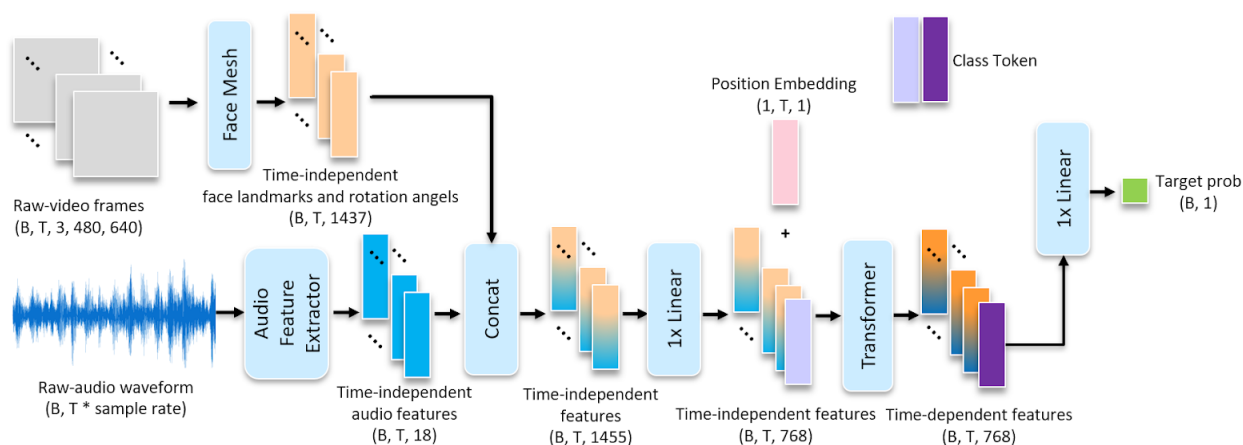 Raw-video frames
(B, T, 3, 480, 640)
Face Mesh
Time-independent
face landmarks and rotation angels
(B, T, 1437)
Position Embedding
(1, T, 1)
Class Token
1x Linear
Target prob
(B, 1)
Raw-audio waveform
(B, T * sample rate)
Audio
Feature
Extractor
Time-independent
audio features
(B, T, 18)
Concat
Time-independent
features
(B, T, 1455)
1x Linear
+
Time-independent features
(B, T, 768)
Transformer
Time-dependent features
(B, T, 768)